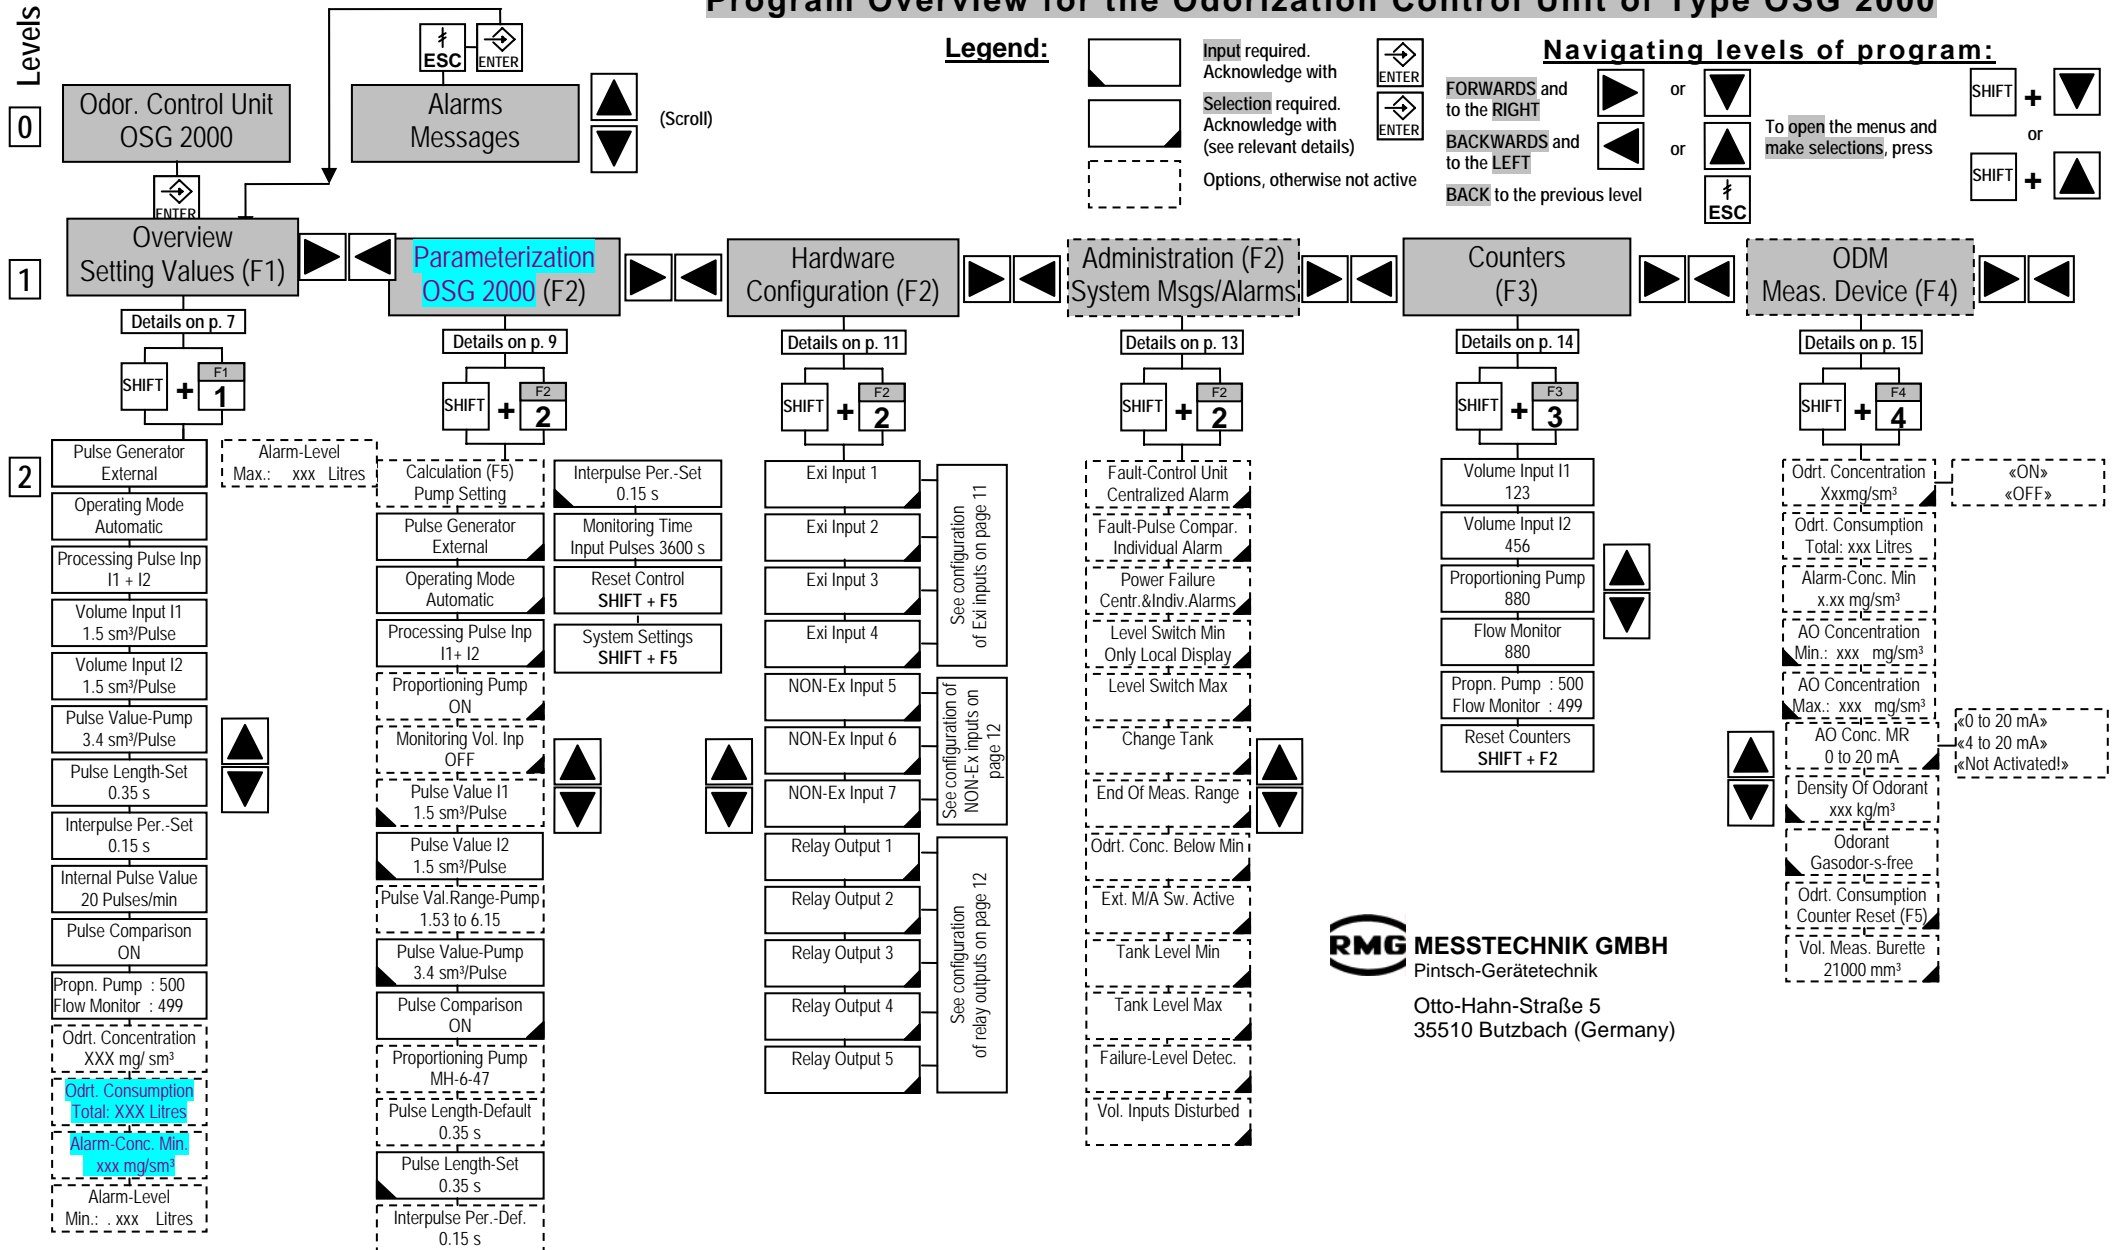 Program Overview for the Odorization Control Unit of Type OSG 2000
Levels
0
1
2
Odor. Control Unit
OSG 2000
ENTER
ESC
ENTER
Alarms
Messages
(Scroll)
Legend:
Input required.
Acknowledge with
ENTER
Selection required.
Acknowledge with
(see relevant details)
ENTER
Options, otherwise not active
Navigating levels of program:
FORWARDS and
to the RIGHT
or
BACKWARDS and
to the LEFT
or
BACK to the previous level
ESC
To open the menus and
make selections, press
SHIFT +
or
SHIFT +
Overview
Setting Values (F1)
Details on p. 7
SHIFT + F1
1
Pulse Generator
External
Operating Mode
Automatic
Processing Pulse Inp
I1 + I2
Volume Input I1
1.5 sm³/Pulse
Volume Input I2
1.5 sm³/Pulse
Pulse Value-Pump
3.4 sm³/Pulse
Pulse Length-Set
0.35 s
Interpulse Per.-Set
0.15 s
Internal Pulse Value
20 Pulses/min
Pulse Comparison
ON
Propn. Pump : 500
Flow Monitor : 499
Odrt. Concentration
XXX mg/ sm³
Odrt. Consumption
Total: XXX Litres
Alarm-Conc. Min.
xxx mg/sm³
Alarm-Level
Min.: . xxx Litres
Alarm-Level
Max.: xxx Litres
Parameterization
OSG 2000 (F2)
Details on p. 9
SHIFT + F2
2
Calculation (F5)
Pump Setting
Pulse Generator
External
Operating Mode
Automatic
Processing Pulse Inp
I1+ I2
Proportioning Pump
ON
Monitoring Vol. Inp
OFF
Pulse Value I1
1.5 sm³/Pulse
Pulse Value I2
1.5 sm³/Pulse
Pulse Val.Range-Pump
1.53 to 6.15
Pulse Value-Pump
3.4 sm³/Pulse
Pulse Comparison
ON
Proportioning Pump
MH-6-47
Pulse Length-Default
0.35 s
Pulse Length-Set
0.35 s
Interpulse Per.-Def.
0.15 s
Interpulse Per.-Set
0.15 s
Monitoring Time
Input Pulses 3600 s
Reset Control
SHIFT + F5
System Settings
SHIFT + F5
Hardware
Configuration (F2)
Details on p. 11
SHIFT + F2
2
Exi Input 1
Exi Input 2
Exi Input 3
Exi Input 4
NON-Ex Input 5
NON-Ex Input 6
NON-Ex Input 7
Relay Output 1
Relay Output 2
Relay Output 3
Relay Output 4
Relay Output 5
See configuration
of Exi inputs on page 11
See configuration of
NON-Ex inputs on
page 12
See configuration
of relay outputs on page 12
Administration (F2)
System Msgs/Alarms
Details on p. 13
SHIFT + F2
2
Fault-Control Unit
Centralized Alarm
Fault-Pulse Compar.
Individual Alarm
Power Failure
Centr.&Indiv.Alarms
Level Switch Min
Only Local Display
Level Switch Max
Change Tank
End Of Meas. Range
Odrt. Conc. Below Min
Ext. M/A Sw. Active
Tank Level Min
Tank Level Max
Failure-Level Detec.
Vol. Inputs Disturbed
Counters
(F3)
Details on p. 14
SHIFT + F3
3
Volume Input I1
123
Volume Input I2
456
Proportioning Pump
880
Flow Monitor
880
Propn. Pump : 500
Flow Monitor : 499
Reset Counters
SHIFT + F2
ODM
Meas. Device (F4)
Details on p. 15
SHIFT + F4
4
Odrt. Concentration
Xxxmg/sm³
«ON»
«OFF»
Odrt. Consumption
Total: xxx Litres
Alarm-Conc. Min
x.xx mg/sm³
AO Concentration
Min.: xxx mg/sm³
AO Concentration
Max.: xxx mg/sm³
AO Conc. MR
0 to 20 mA
«0 to 20 mA»
«4 to 20 mA»
«Not Activated!»
Density Of Odorant
xxx kg/m³
Odorant
Gasodor-s-free
Odrt. Consumption
Counter Reset (F5)
Vol. Meas. Burette
21000 mm³
RMG MESSTECHNIK GMBH
Pintsch-Gerätetechnik
Otto-Hahn-Straße 5
35510 Butzbach (Germany)